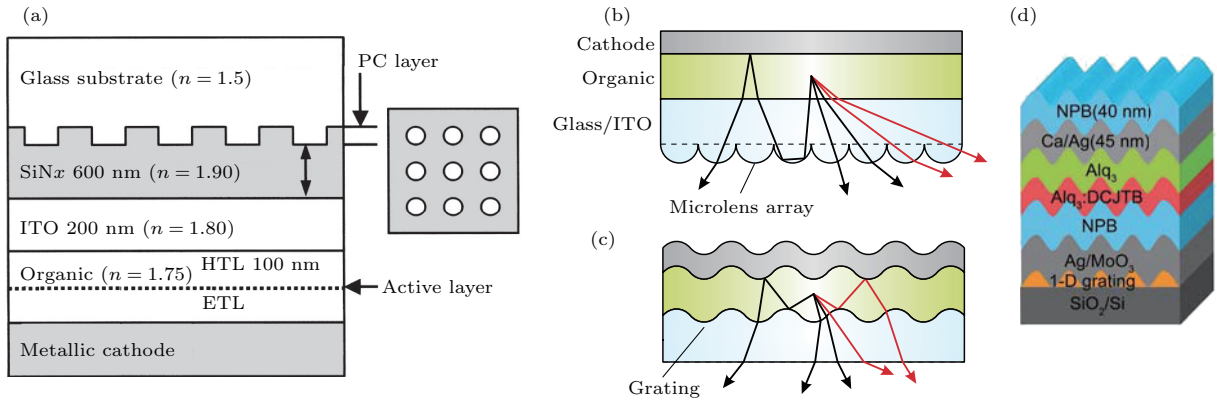 (a)
Glass substrate (n = 1.5)
PC layer
SiNx 600 nm (n = 1.90)
ITO 200 nm (n = 1.80)
Organic (n = 1.75)
HTL 100 nm
Active layer
ETL
Metallic cathode
(b)
Cathode
Organic
Glass/ITO
Microlens array
(c)
Grating
(d)
NPB(40 nm)
Ca/Ag(45 nm)
Alq₃
Alq₃:DCJTB
NPB
Ag/MoO₃
1-D grating
SiO₂/Si